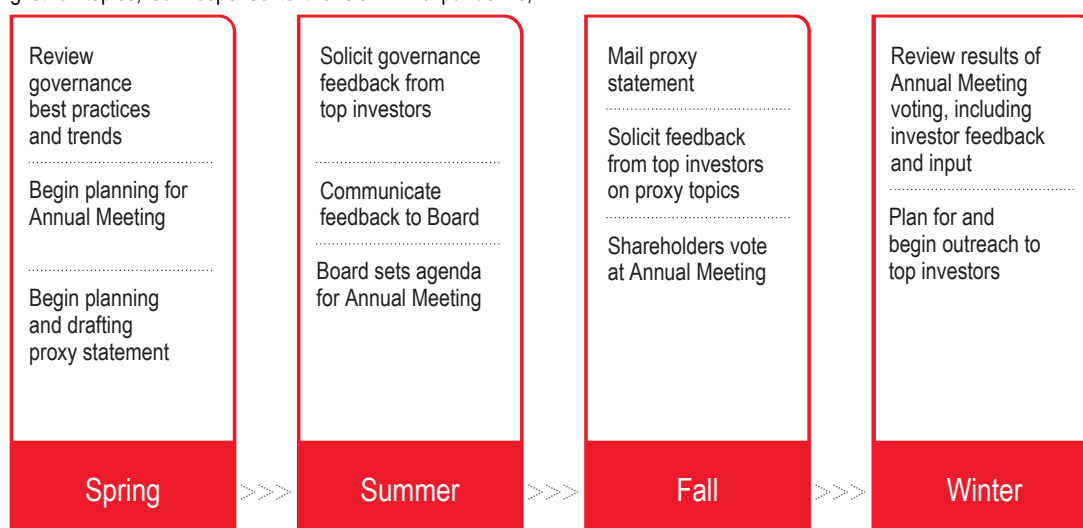 Review
governance
best practices
and trends
Begin planning for
Annual Meeting
Begin planning
and drafting
proxy statement
Spring
>>>
Solicit governance
feedback from
top investors
Communicate
feedback to Board
Board sets agenda
for Annual Meeting
Summer
>>>
Mail proxy
statement
Solicit feedback
from top investors
on proxy topics
Shareholders vote
at Annual Meeting
Fall
>>>
Review results of
Annual Meeting
voting, including
investor feedback
and input
Plan for and
begin outreach to
top investors
Winter